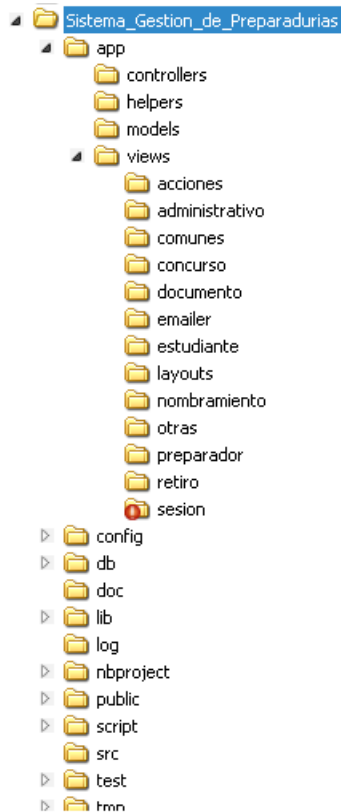 Sistema_Gestion_de_Preparadurias
app
controllers
helpers
models
views
acciones
administrativo
comunes
concurso
documento
emailer
estudiante
layouts
nombramiento
otras
preparador
retiro
sesion
config
db
doc
lib
log
nbproject
public
script
src
test
tmp